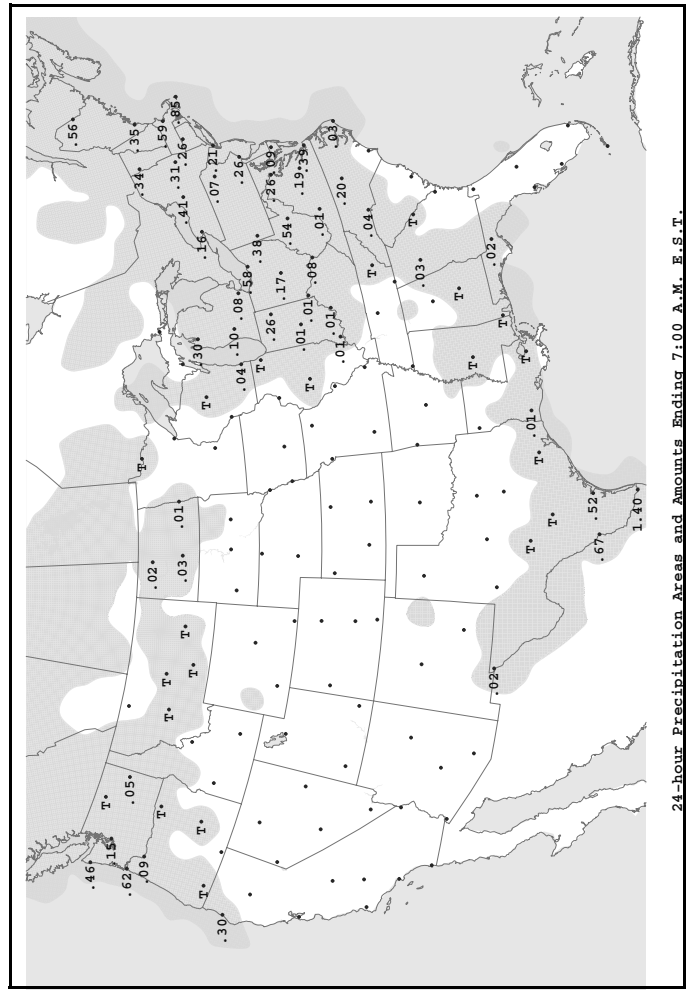 .56
.46
T
.15
.62
.05
.35
.34
T
.09
.02
T
.59
T
T
.31
.85
.01
.26
.41
.03
T
T
.30
T
.16
T
T
.21
.07
.30
.10
.08
.26
.04
.58
.38
T
.26
.26
.09
.17
.54
.01
.19
.39
.01
T
.08
.01
.01
.03
.01
.20
.04
T
T
.03
T
T
.02
.02
T
T
T
.01
T
T
.52
.67
1.40
24-hour Precipitation Areas and Amounts Ending 7:00 A.M. E.S.T.